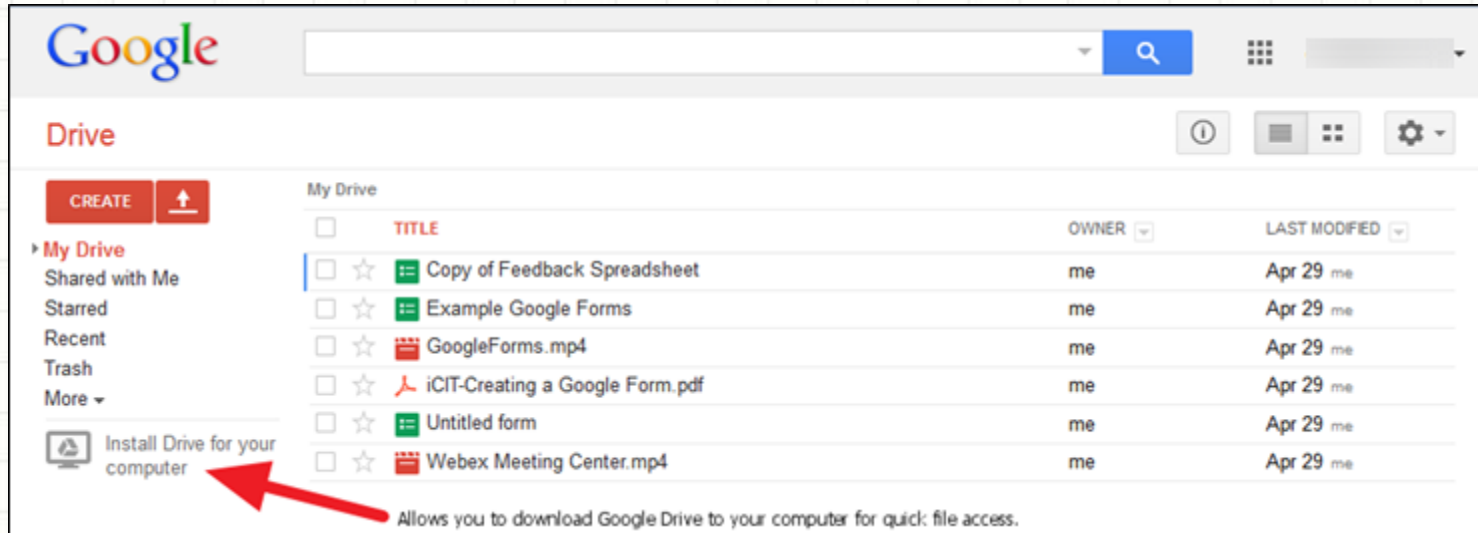 Google
Drive
CREATE
My Drive
Shared with Me
Starred
Recent
Trash
More
Install Drive for your
computer
My Drive
TITLE OWNER LAST MODIFIED
Copy of Feedback Spreadsheet me Apr 29 me
Example Google Forms me Apr 29 me
GoogleForms.mp4 me Apr 29 me
iCIT-Creating a Google Form.pdf me Apr 29 me
Untitled form me Apr 29 me
Webex Meeting Center.mp4 me Apr 29 me
Allows you to download Google Drive to your computer for quick file access.